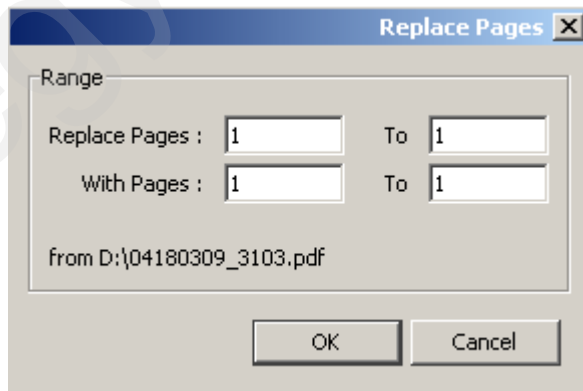 Replace Pages
Range
Replace Pages : 1 To 1
With Pages : 1 To 1
from D:\04180309_3103.pdf
OK Cancel